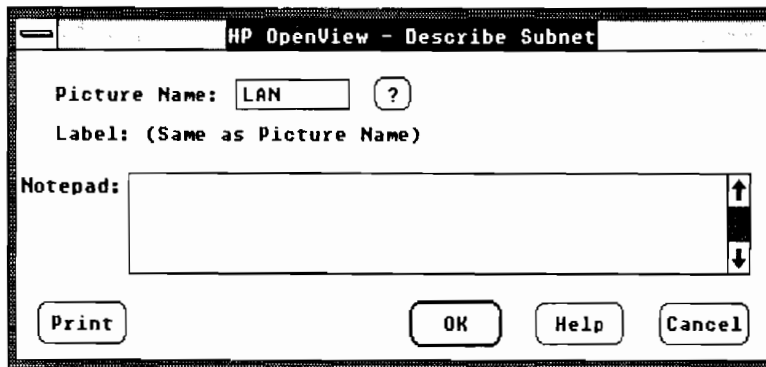 HP OpenView - Describe Subnet
Picture Name: LAN ?
Label: (Same as Picture Name)
Notepad:
Print OK Help Cancel